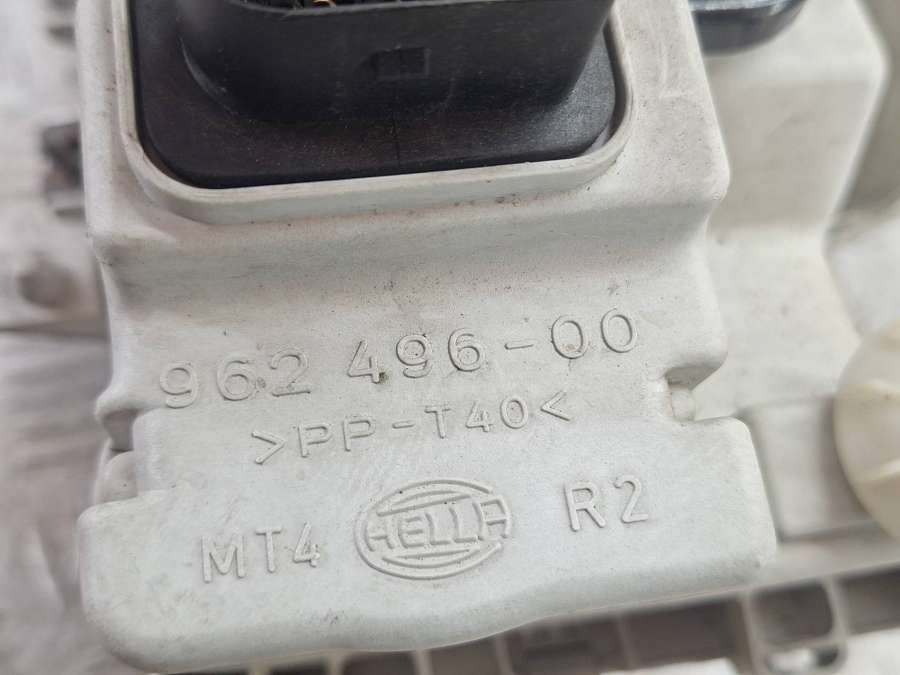 962 496-00
>PP-T40<
MT4 HELLA R2